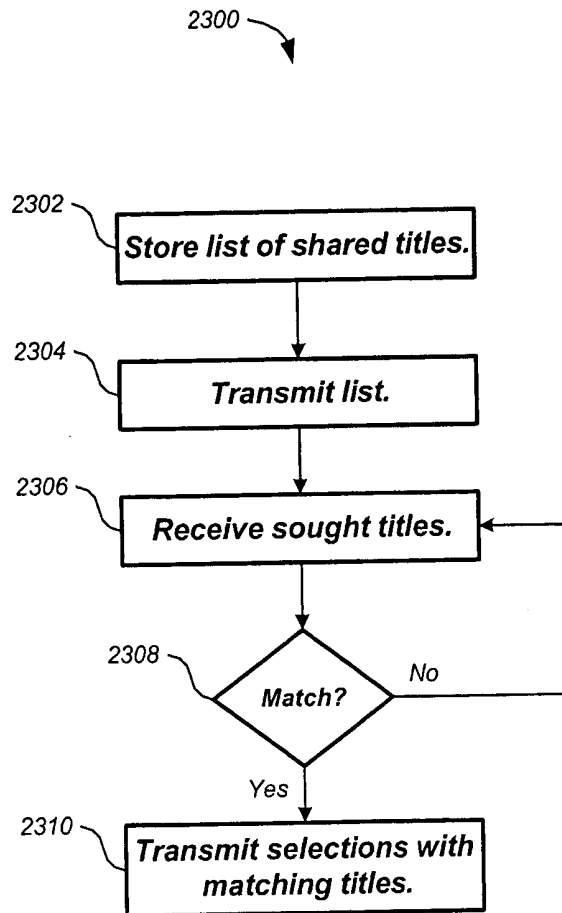 2300
2302
Store list of shared titles.
2304
Transmit list.
2306
Receive sought titles.
2308
Match?
No
Yes
2310
Transmit selections with
matching titles.